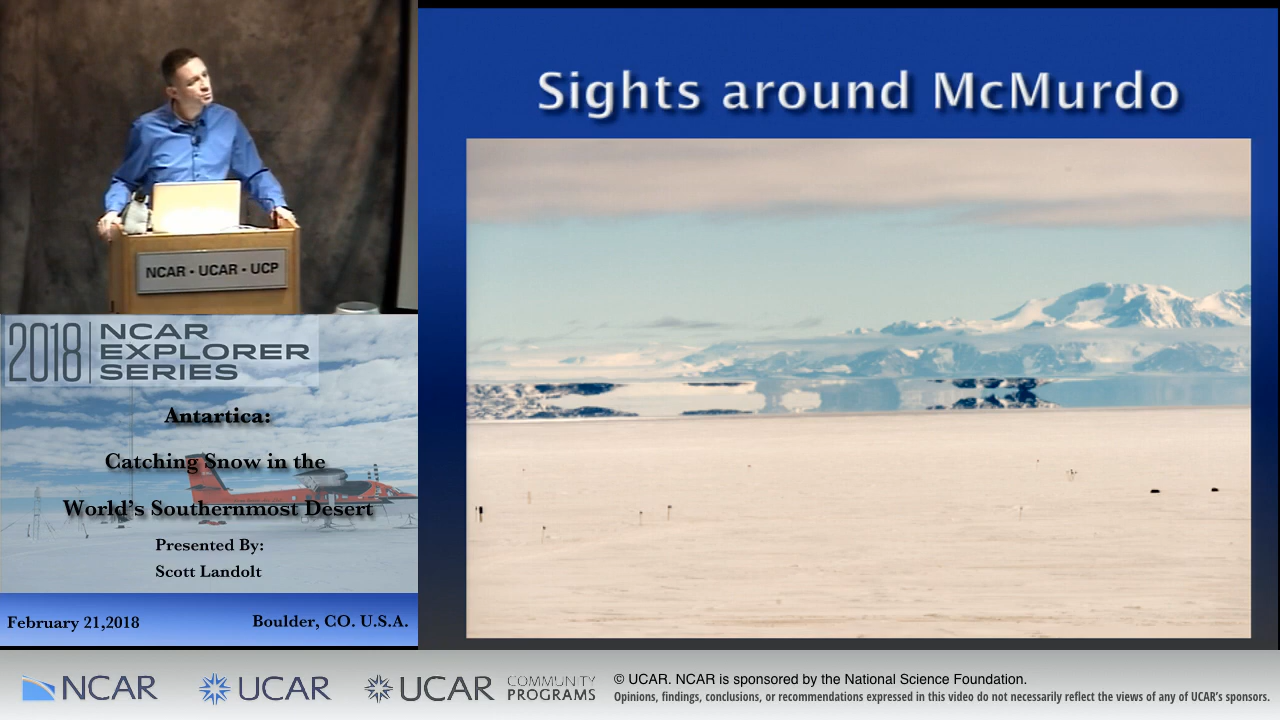 Sights around McMurdo
NCAR • UCAR • UCP
2018 NCAR
EXPLORER
SERIES
Antartica:
Catching Snow in the
World's Southernmost Desert
Presented By:
Scott Landolt
February 21,2018
Boulder, CO. U.S.A.
NCAR
UCAR
UCAR
COMMUNITY
PROGRAMS
© UCAR. NCAR is sponsored by the National Science Foundation.
Opinions, findings, conclusions, or recommendations expressed in this video do not necessarily reflect the views of any of UCAR's sponsors.